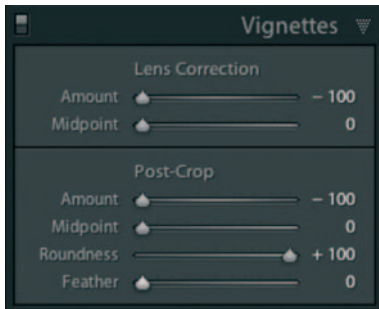 Vignettes
Lens Correction
Amount – 100
Midpoint 0
Post-Crop
Amount – 100
Midpoint 0
Roundness + 100
Feather 0